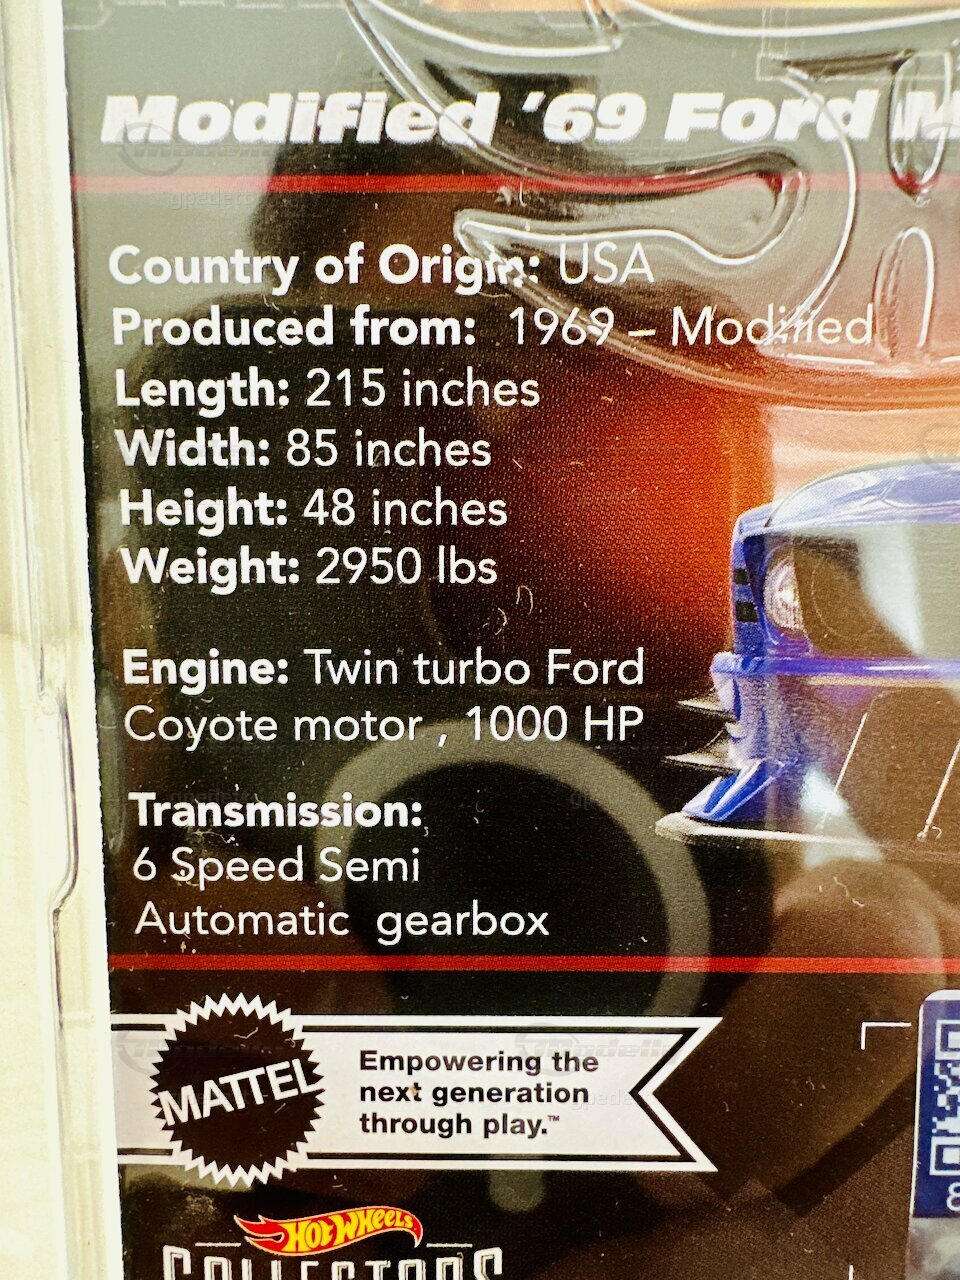 Modified '69 Ford M
Country of Origin: USA
Produced from: 1969 – Modified
Length: 215 inches
Width: 85 inches
Height: 48 inches
Weight: 2950 lbs
Engine: Twin turbo Ford
Coyote motor , 1000 HP
Transmission:
6 Speed Semi
Automatic gearbox
MATTEL
Empowering the
next generation
through play.™
Hot Wheels
COLLECTORS